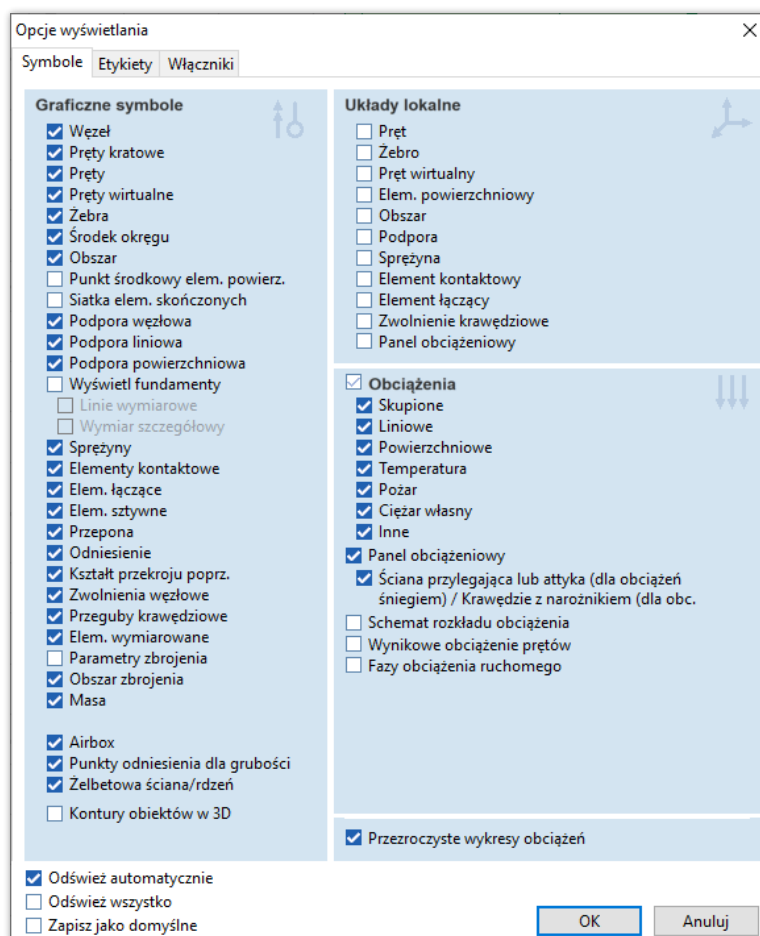 Opcje wyświetlania
Symbole Etykiety Włączniki
Graficzne symbole
Węzeł
Pręty kratowe
Pręty
Pręty wirtualne
Żebra
Środek okręgu
Obszar
Punkt środkowy elem. powierz.
Siatka elem. skończonych
Podpora węzłowa
Podpora liniowa
Podpora powierzchniowa
Wyświetl fundamenty
Linie wymiarowe
Wymiar szczegółowy
Sprężyny
Elementy kontaktowe
Elem. łączące
Elem. sztywne
Przepona
Odniesienie
Kształt przekroju poprz.
Zwolnienia węzłowe
Przeguby krawędziowe
Elem. wymiarowane
Parametry zbrojenia
Obszar zbrojenia
Masa
Airbox
Punkty odniesienia dla grubości
Żelbetowa ściana/rdzeń
Kontury obiektów w 3D
Układy lokalne
Pręt
Żebro
Pręt wirtualny
Elem. powierzchniowy
Obszar
Podpora
Sprężyna
Element kontaktowy
Element łączący
Zwolnienie krawędziowe
Panel obciążeniowy
Obciążenia
Skupione
Liniowe
Powierzchniowe
Temperatura
Pożar
Ciężar własny
Inne
Panel obciążeniowy
Ściana przylegająca lub attyka (dla obciążeń
śniegiem) / Krawędzie z narożnikiem (dla obc.
Schemat rozkładu obciążenia
Wynikowe obciążenie prętów
Fazy obciążenia ruchomego
Przezroczyste wykresy obciążeń
Odśwież automatycznie
Odśwież wszystko
Zapisz jako domyślne
OK Anuluj